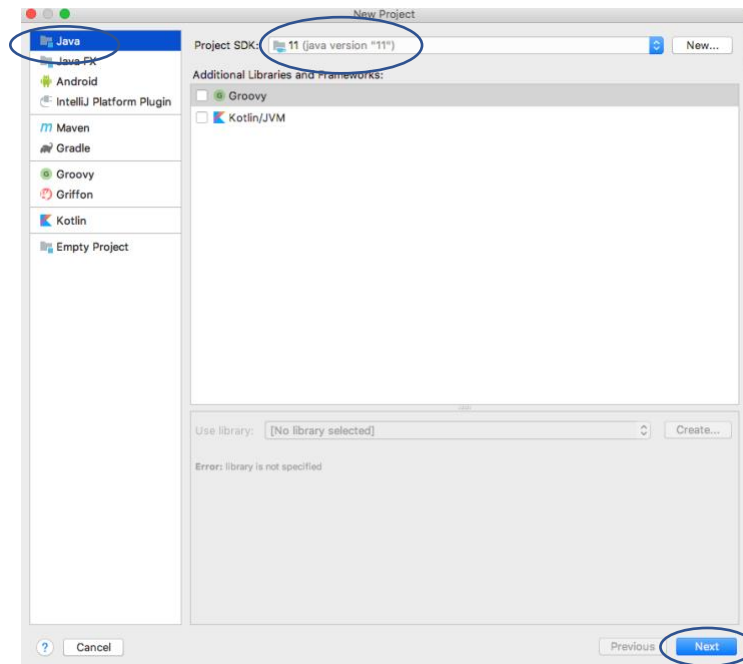 New Project
Java
Java FX
Android
IntelliJ Platform Plugin
Maven
Gradle
Groovy
Griffon
Kotlin
Empty Project
Project SDK: 11 (java version "11") New...
Additional Libraries and Frameworks:
Groovy
Kotlin/JVM
Use library: [No library selected] Create...
Error: library is not specified
? Cancel Previous Next